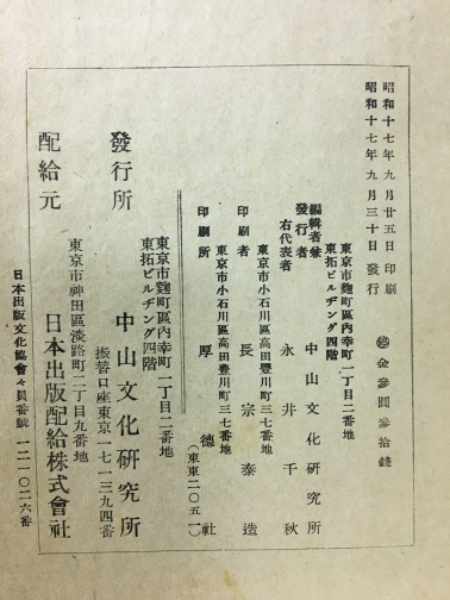 昭和十七年九月廿五日 印刷
昭和十七年九月三十日 發行
金參圓參拾錢
東京市麴町區內幸町一丁目二番地
東拓ビルヂング四階
編輯者兼發行者 中山文化硏究所
右代表者 永井千秋
東京市小石川區高田豊川町三七番地
印刷者 長宗泰造
東京市小石川區高田豊川町三七番地
印刷所 厚德社
(東東二〇五一)
東京市麴町區內幸町一丁目二番地
東拓ビルヂング四階
發行所 中山文化硏究所
振替口座東京一七一三九四番
東京市神田區淡路町二丁目九番地
配給元 日本出版配給株式會社
日本出版文化協會々員番號 一二一〇二六番